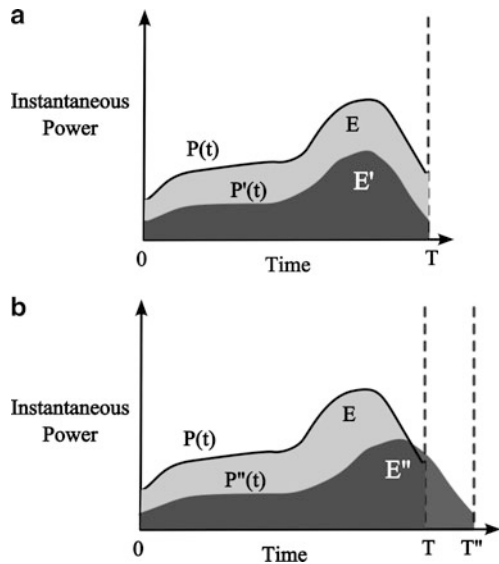 a
Instantaneous
Power
P(t)
E
P'(t)
E'
0
Time
T
b
Instantaneous
Power
P(t)
E
P"(t)
E"
0
Time
T
T"